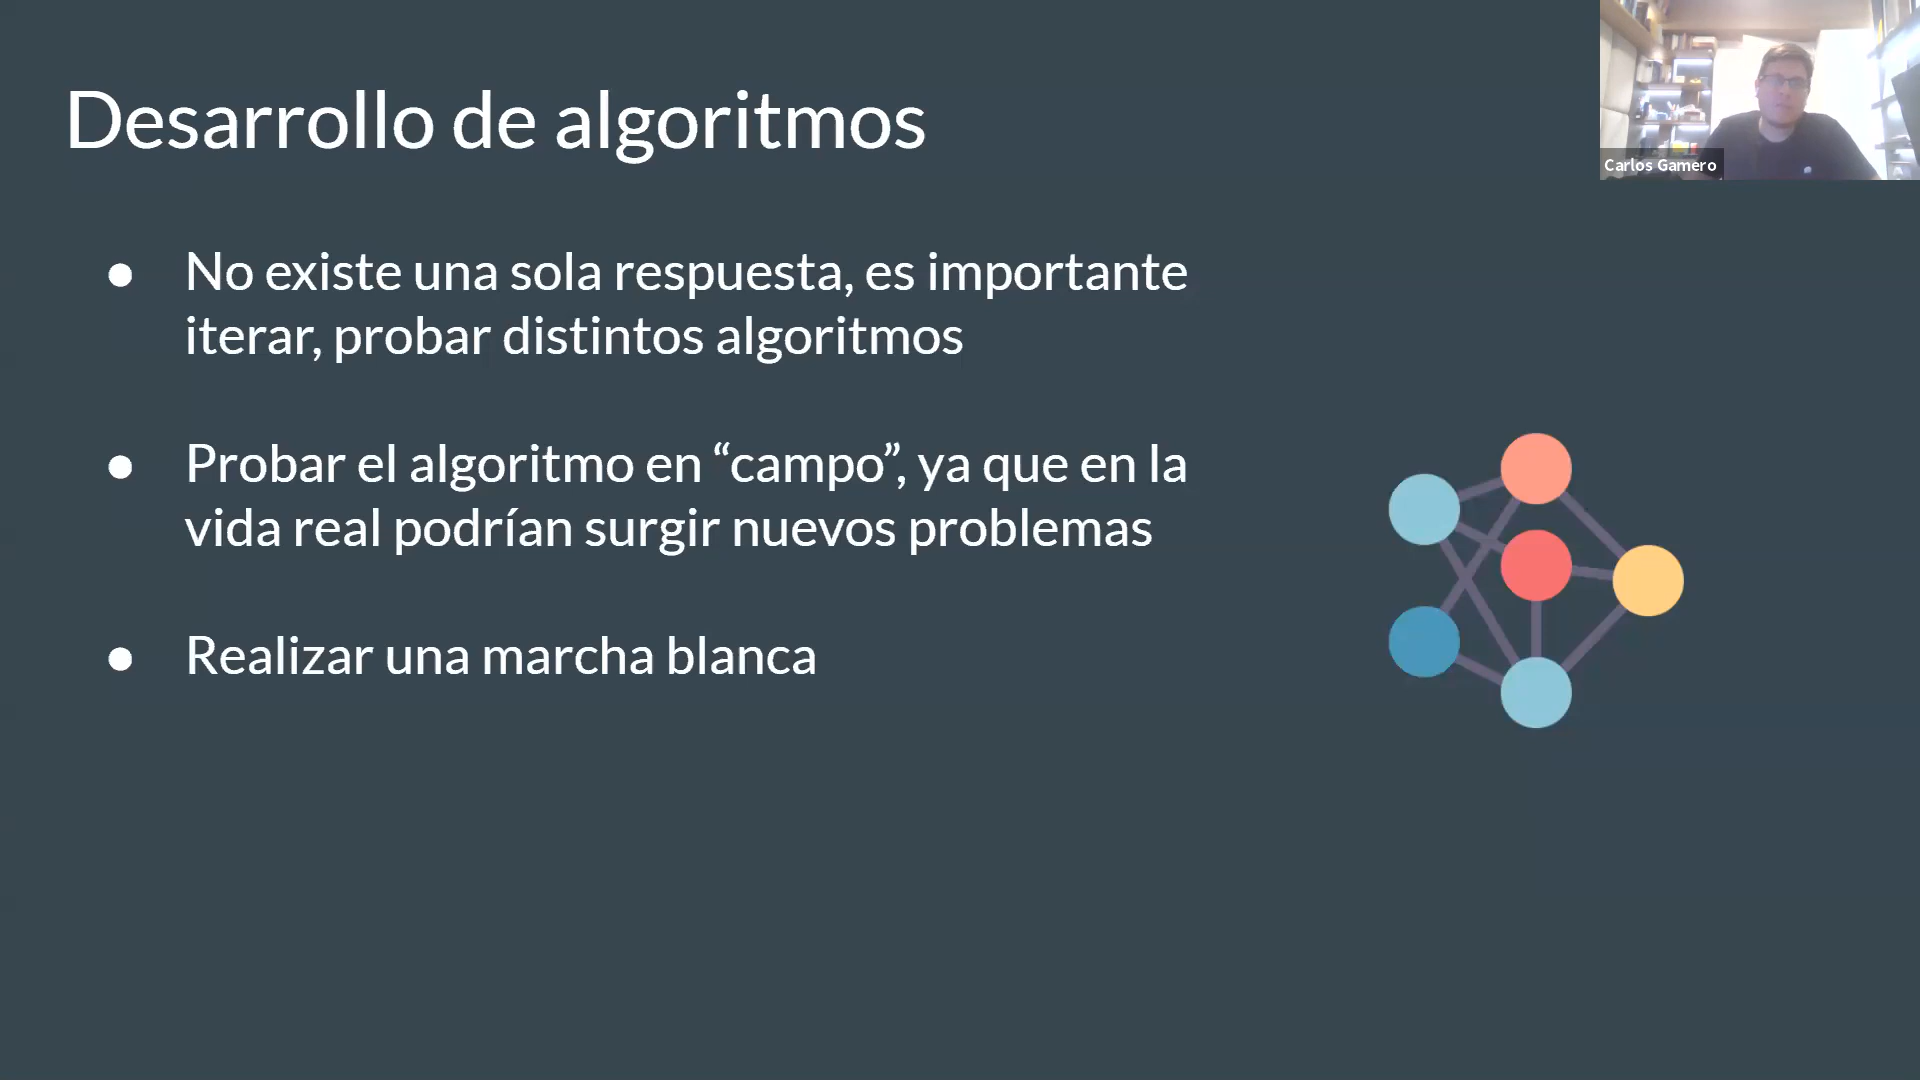 Desarrollo de algoritmos
Carlos Gamero
● No existe una sola respuesta, es importante
iterar, probar distintos algoritmos
● Probar el algoritmo en “campo”, ya que en la
vida real podrían surgir nuevos problemas
● Realizar una marcha blanca